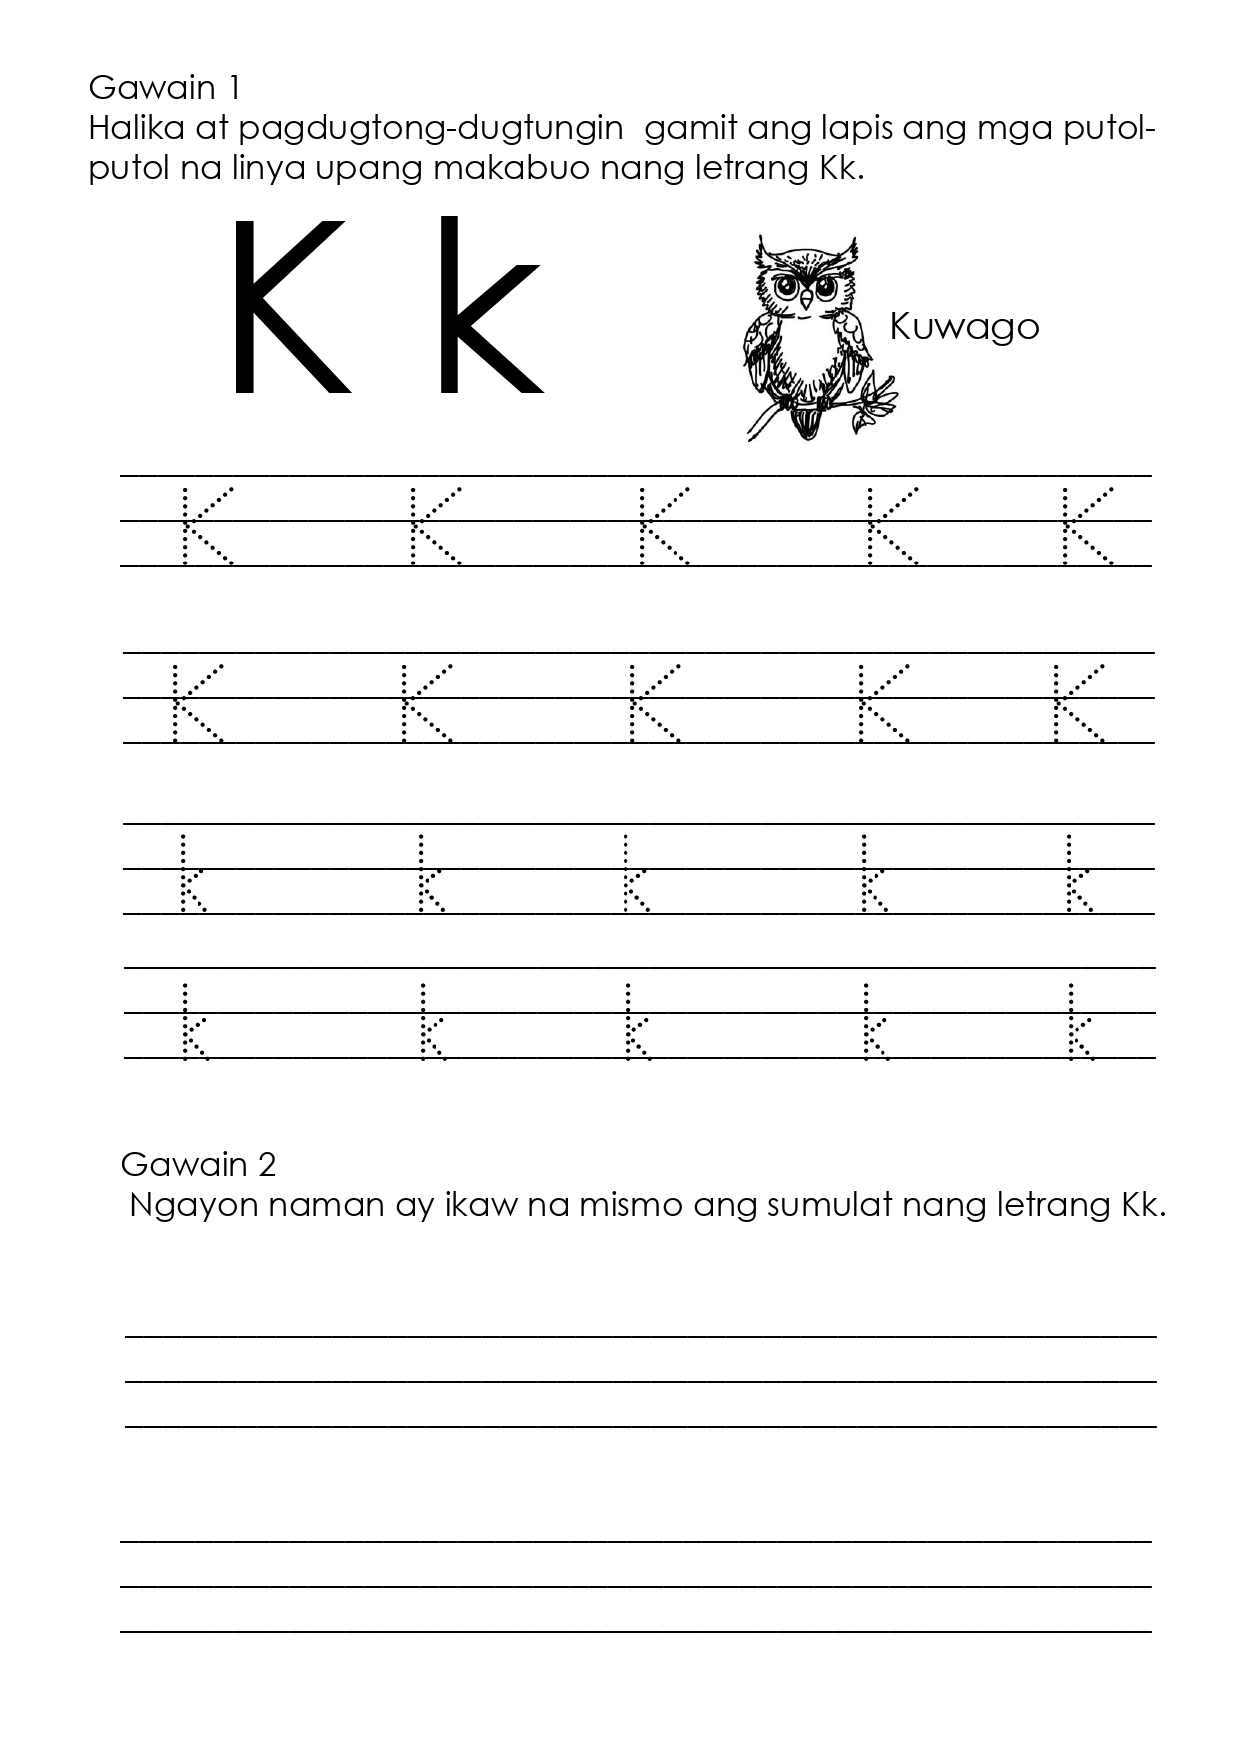 Gawain 1
Halika at pagdugtong-dugtungin gamit ang lapis ang mga putol-
putol na linya upang makabuo nang letrang Kk.
K k
Kuwago
K K K K K
K K K K K
k k k k k
k k k k k
Gawain 2
Ngayon naman ay ikaw na mismo ang sumulat nang letrang Kk.